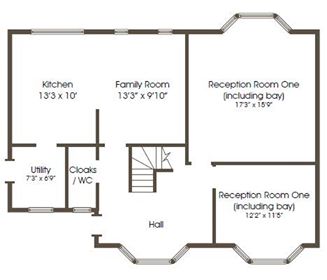 Kitchen
13'3 x 10'
Family Room
13'3" x 9'10"
Reception Room One
(including bay)
17'3" x 15'9"
Utility
7'3" x 6'9"
Cloaks
/ WC
Hall
Reception Room One
(including bay)
12'2" x 11'5"